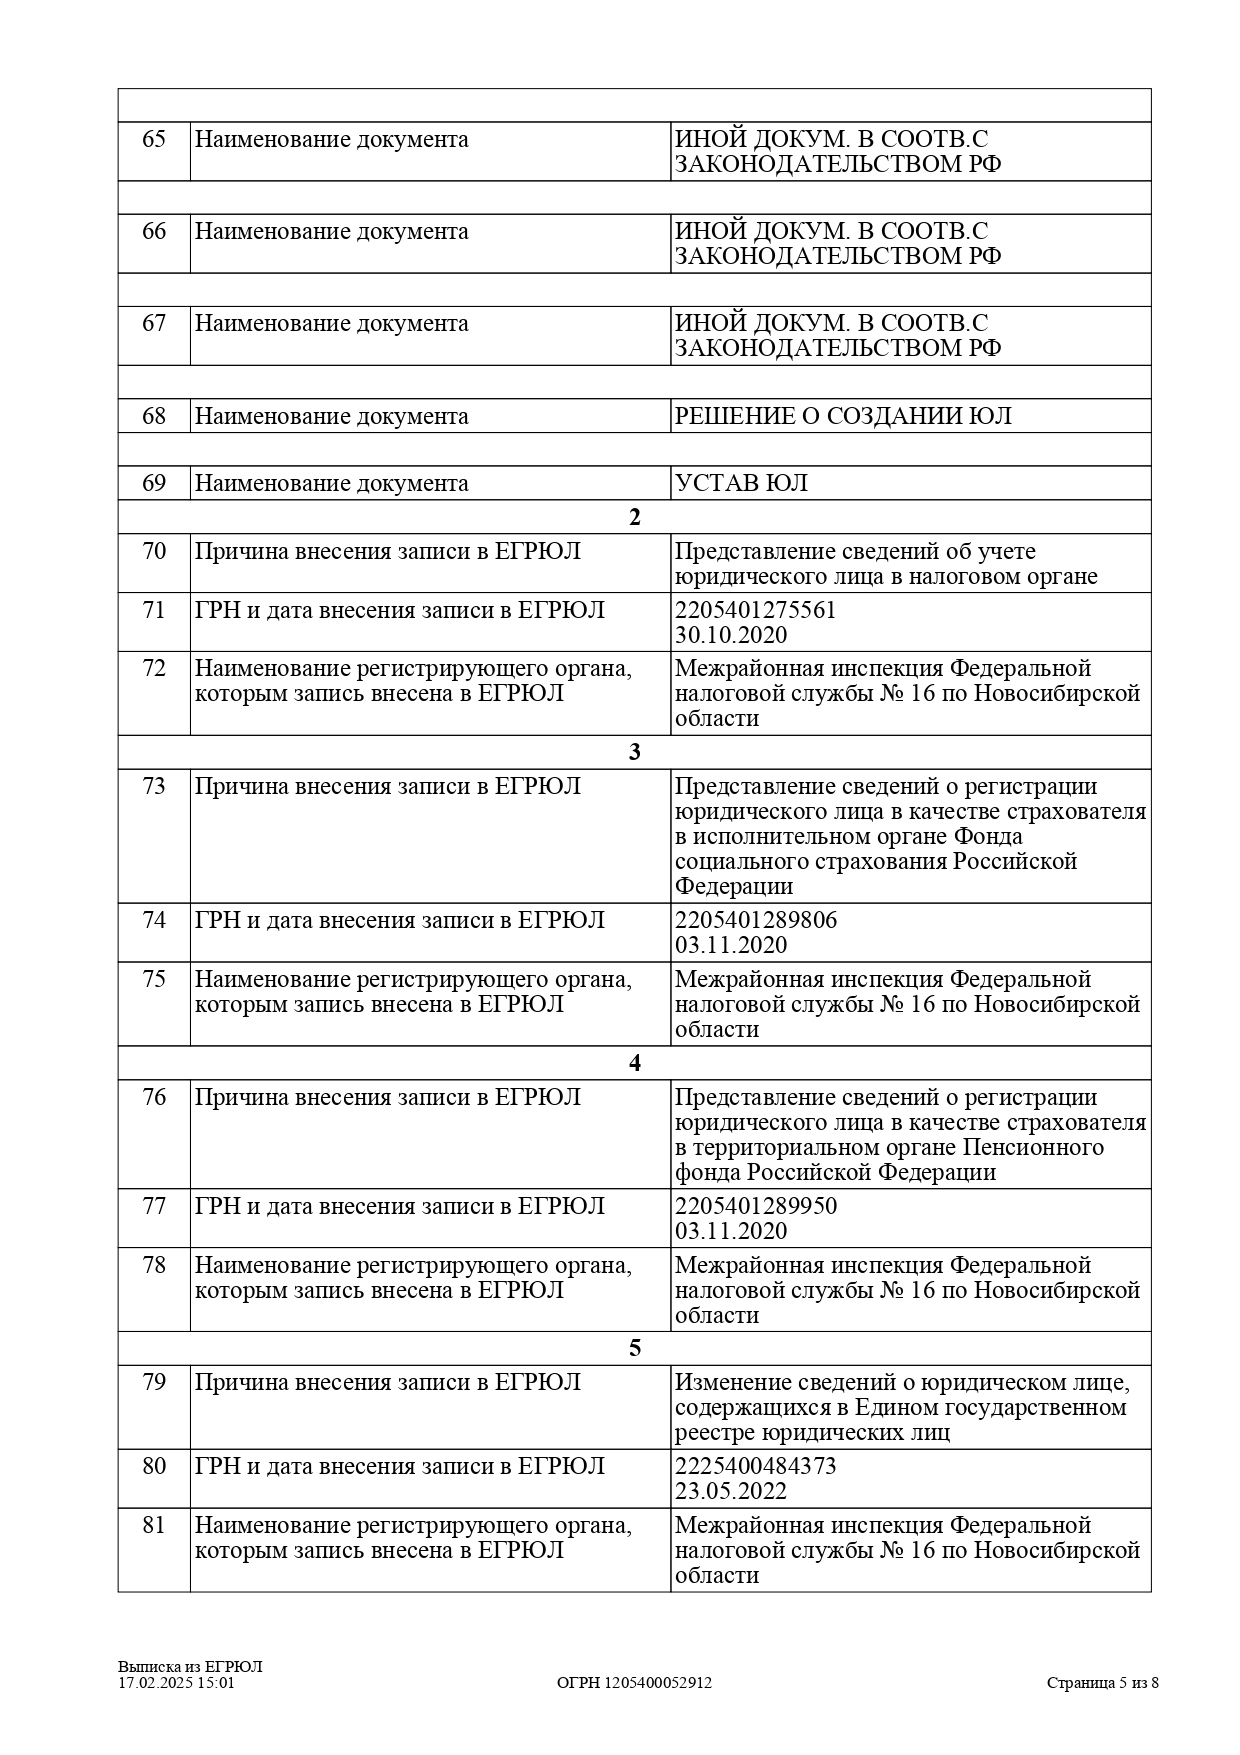 65 Наименование документа ИНОЙ ДОКУМ. В СООТВ.С
ЗАКОНОДАТЕЛЬСТВОМ РФ
66 Наименование документа ИНОЙ ДОКУМ. В СООТВ.С
ЗАКОНОДАТЕЛЬСТВОМ РФ
67 Наименование документа ИНОЙ ДОКУМ. В СООТВ.С
ЗАКОНОДАТЕЛЬСТВОМ РФ
68 Наименование документа РЕШЕНИЕ О СОЗДАНИИ ЮЛ
69 Наименование документа УСТАВ ЮЛ
2
70 Причина внесения записи в ЕГРЮЛ Представление сведений об учете
юридического лица в налоговом органе
71 ГРН и дата внесения записи в ЕГРЮЛ 2205401275561
30.10.2020
72 Наименование регистрирующего органа, Межрайонная инспекция Федеральной
которым запись внесена в ЕГРЮЛ налоговой службы № 16 по Новосибирской
области
3
73 Причина внесения записи в ЕГРЮЛ Представление сведений о регистрации
юридического лица в качестве страхователя
в исполнительном органе Фонда
социального страхования Российской
Федерации
74 ГРН и дата внесения записи в ЕГРЮЛ 2205401289806
03.11.2020
75 Наименование регистрирующего органа, Межрайонная инспекция Федеральной
которым запись внесена в ЕГРЮЛ налоговой службы № 16 по Новосибирской
области
4
76 Причина внесения записи в ЕГРЮЛ Представление сведений о регистрации
юридического лица в качестве страхователя
в территориальном органе Пенсионного
фонда Российской Федерации
77 ГРН и дата внесения записи в ЕГРЮЛ 2205401289950
03.11.2020
78 Наименование регистрирующего органа, Межрайонная инспекция Федеральной
которым запись внесена в ЕГРЮЛ налоговой службы № 16 по Новосибирской
области
5
79 Причина внесения записи в ЕГРЮЛ Изменение сведений о юридическом лице,
содержащихся в Едином государственном
реестре юридических лиц
80 ГРН и дата внесения записи в ЕГРЮЛ 2225400484373
23.05.2022
81 Наименование регистрирующего органа, Межрайонная инспекция Федеральной
которым запись внесена в ЕГРЮЛ налоговой службы № 16 по Новосибирской
области
Выписка из ЕГРЮЛ
17.02.2025 15:01 ОГРН 1205400052912 Страница 5 из 8